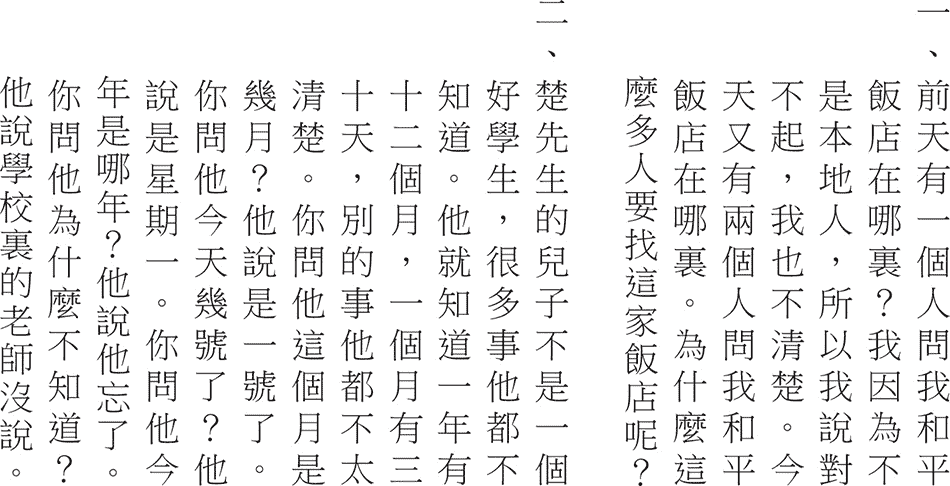 一、前天有一個人問我和平
飯店在哪裏？我因為不
是本地人，所以我說對
不起，我也不清楚。今
天又有兩個人問我和平
飯店在哪裏。為什麼這
麼多人要找這家飯店呢？
二、楚先生的兒子不是一個
好學生，很多事他都不
知道。他就知道一年有
十二個月，一個月有三
十天，別的事他都不太
清楚。你問他這個月是
幾月？他說是一號了。
你問他今天幾號了？他
說是星期一。你問他今
年是哪年？他說他忘了。
你問他為什麼不知道？
他說學校裏的老師沒說。